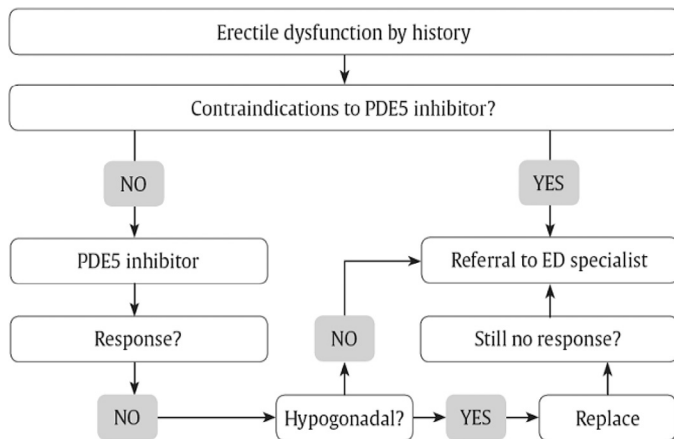 Erectile dysfunction by history
Contraindications to PDE5 inhibitor?
NO
YES
PDE5 inhibitor
Referral to ED specialist
Response?
NO
Still no response?
NO
Hypogonadal?
YES
Replace